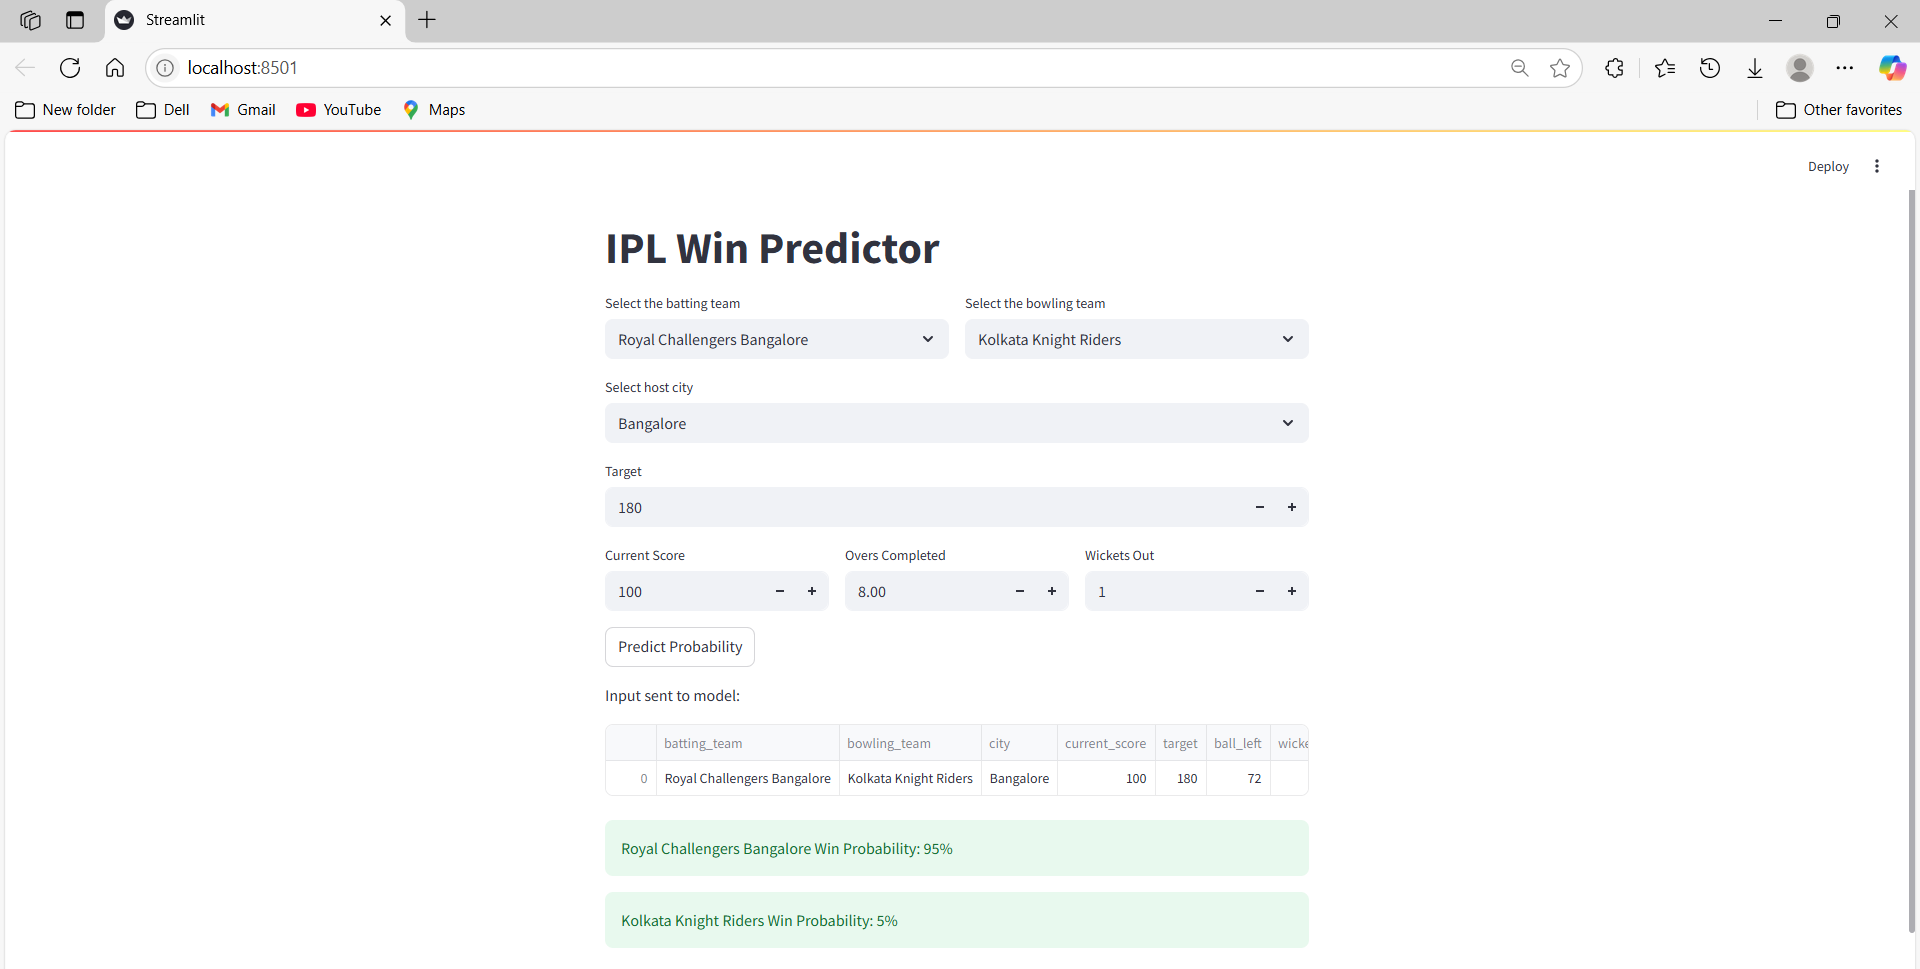 Streamlit
localhost:8501
New folder Dell Gmail YouTube Maps Other favorites
Deploy
IPL Win Predictor
Select the batting team Select the bowling team
Royal Challengers Bangalore Kolkata Knight Riders
Select host city
Bangalore
Target
180
Current Score Overs Completed Wickets Out
100 8.00 1
Predict Probability
Input sent to model:
batting_team bowling_team city current_score target ball_left wicke
0 Royal Challengers Bangalore Kolkata Knight Riders Bangalore 100 180 72
Royal Challengers Bangalore Win Probability: 95%
Kolkata Knight Riders Win Probability: 5%